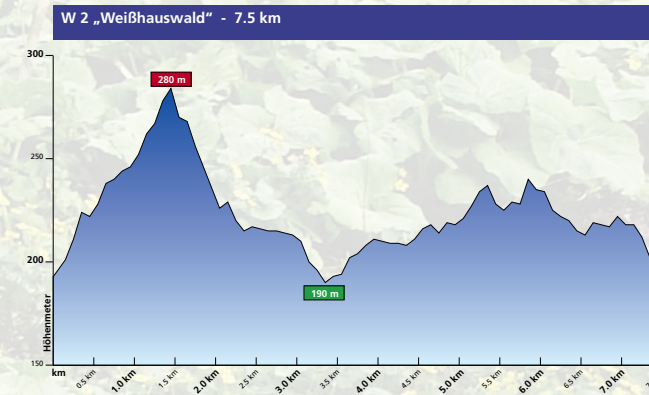 W 2 „Weißhauswald“ - 7.5 km
300
280 m
250
200
190 m
Höhenmeter
150
km
0.5 km
1.0 km
1.5 km
2.0 km
2.5 km
3.0 km
3.5 km
4.0 km
4.5 km
5.0 km
5.5 km
6.0 km
6.5 km
7.0 km